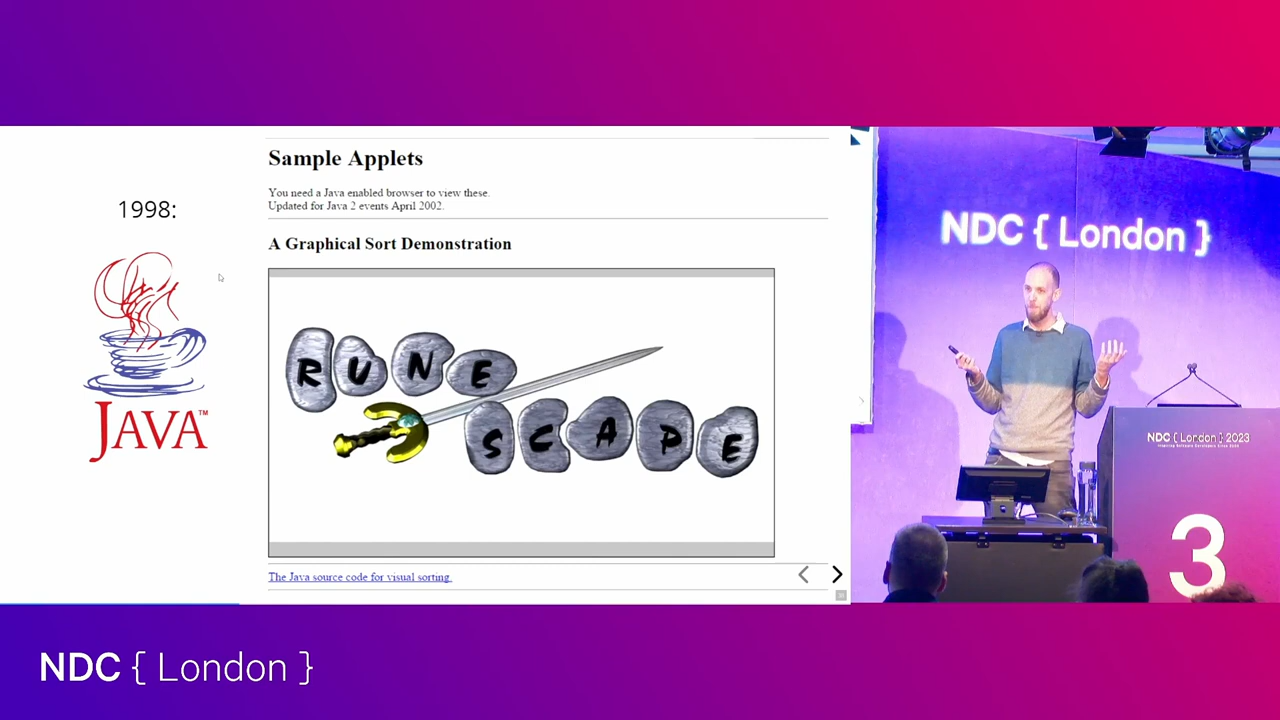 1998:
JAVA™
Sample Applets
You need a Java enabled browser to view these.
Updated for Java 2 events April 2002.
A Graphical Sort Demonstration
RUNE
SCAPE
The Java source code for visual sorting.
NDC { London }
NDC { London } 2023
3
NDC { London }